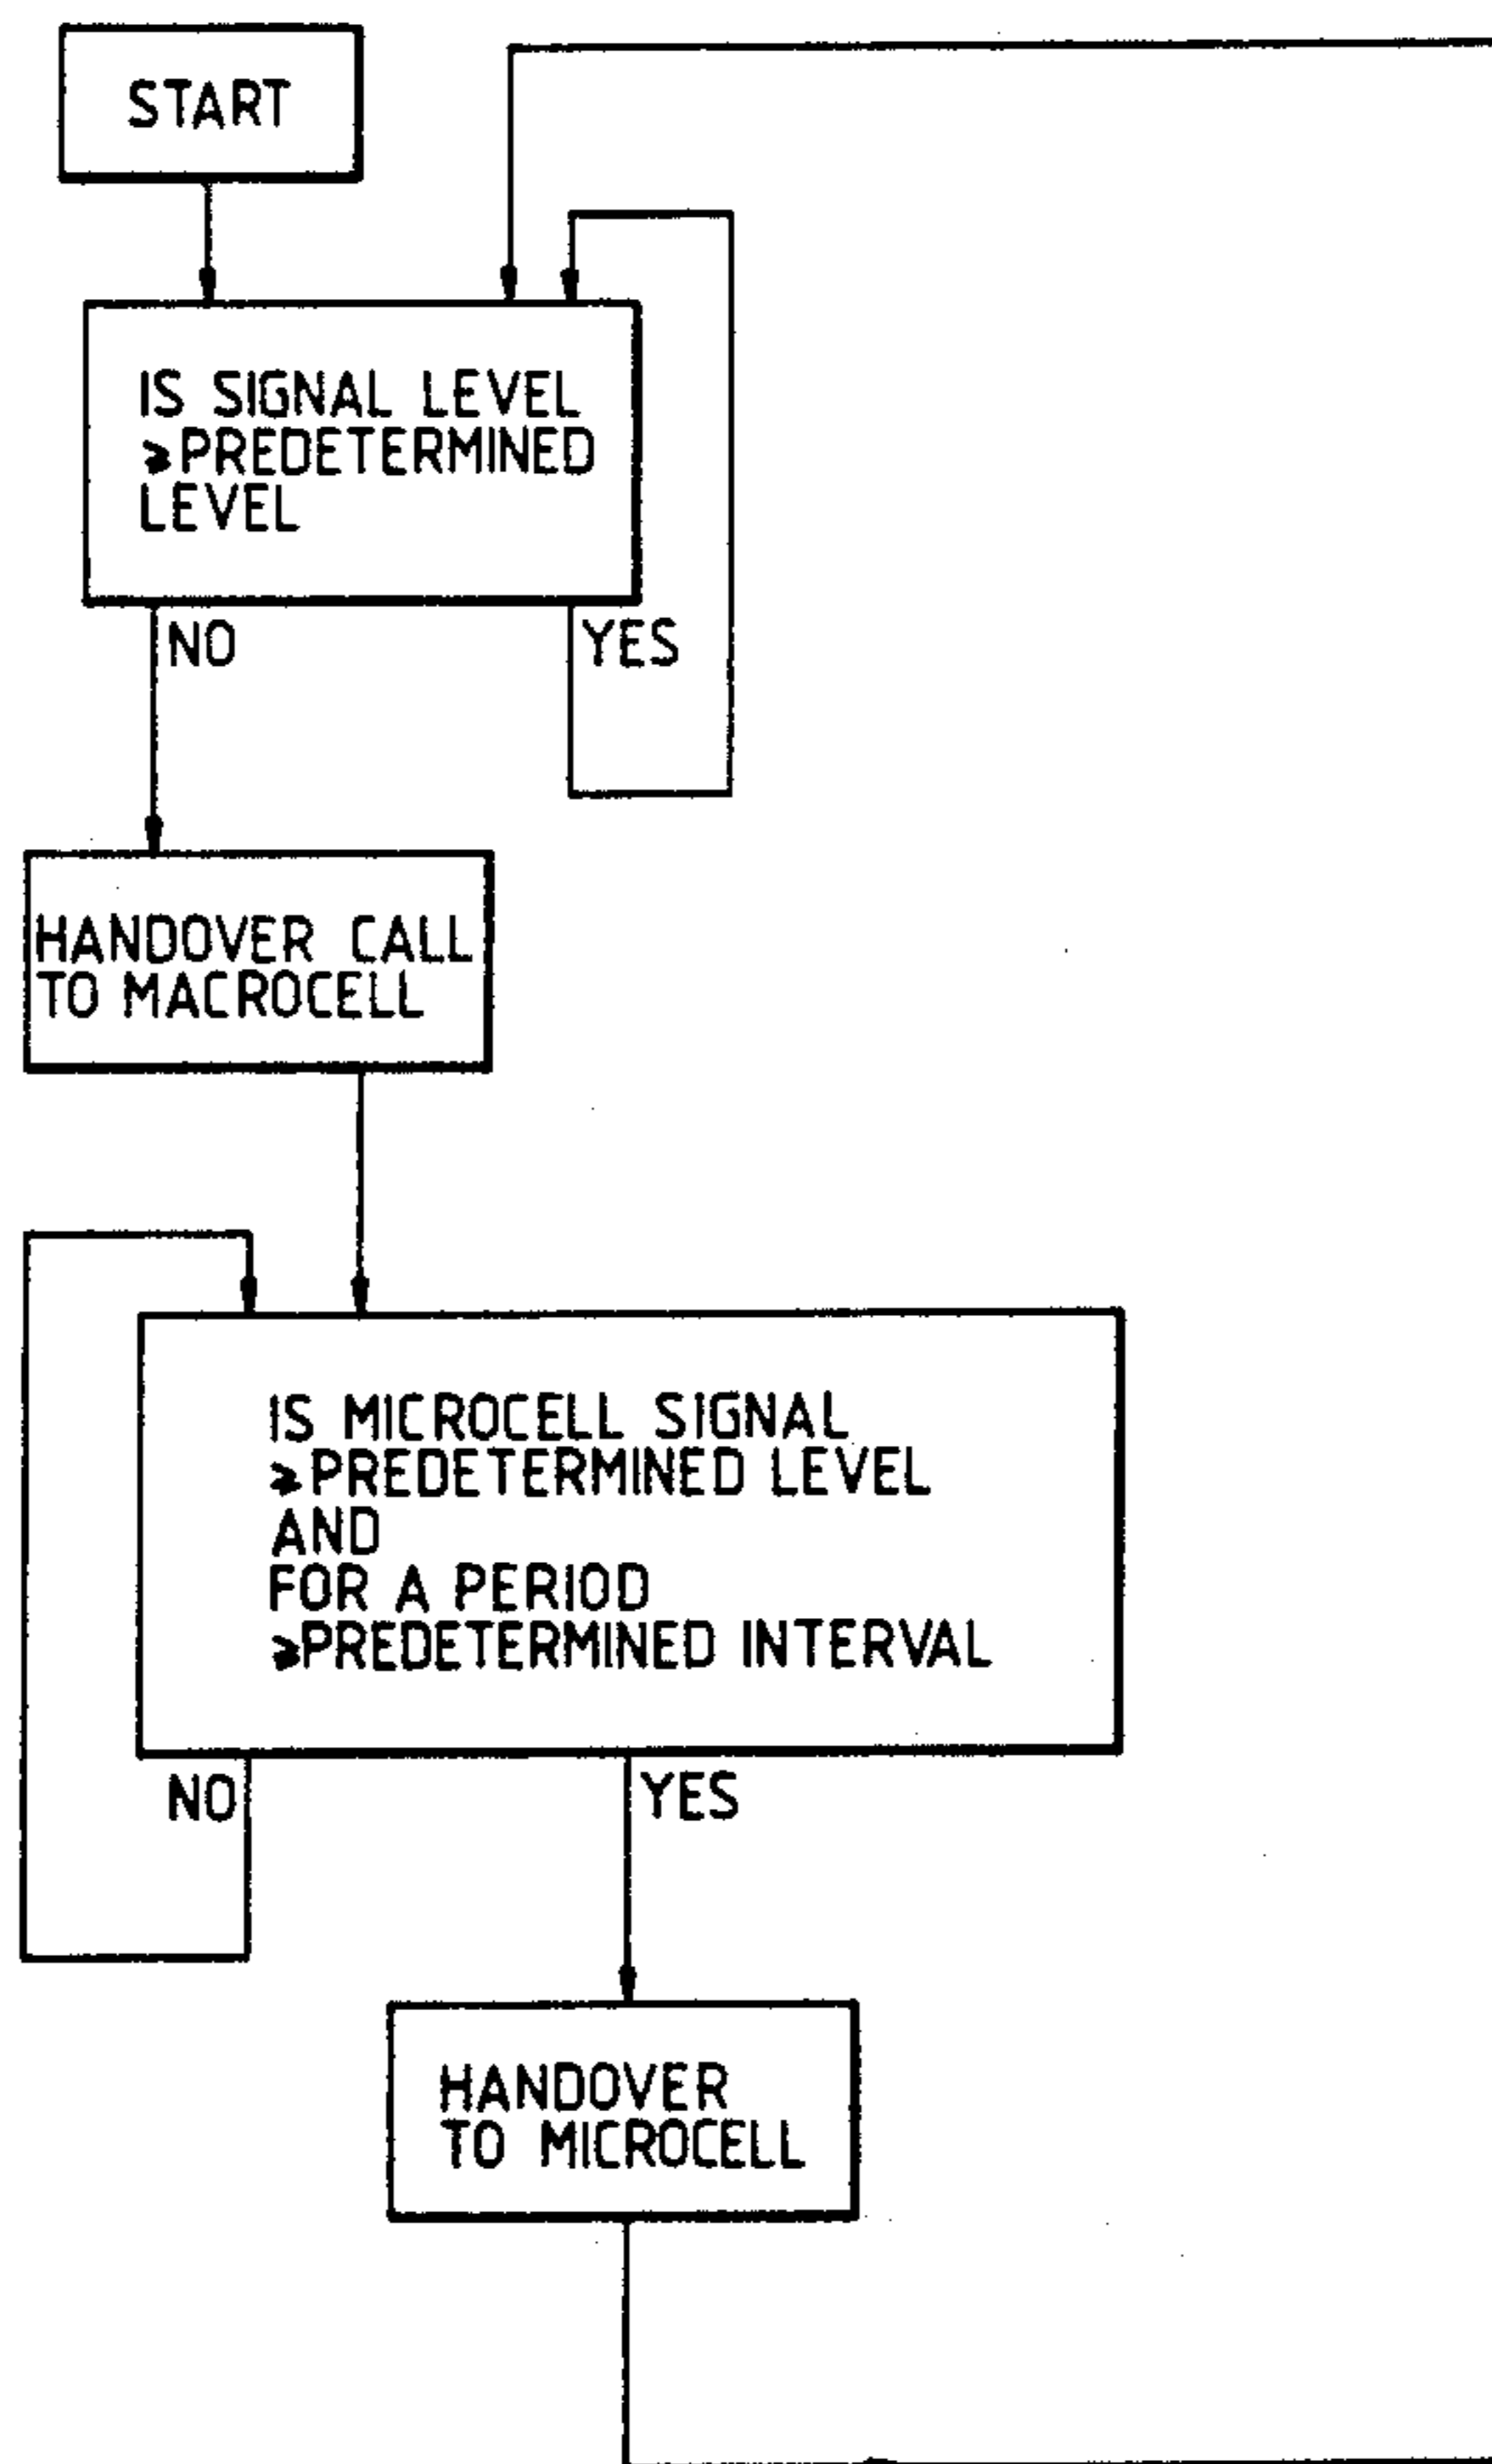 START
IS SIGNAL LEVEL
⩾PREDETERMINED
LEVEL
NO
YES
HANDOVER CALL
TO MACROCELL
IS MICROCELL SIGNAL
⩾PREDETERMINED LEVEL
AND
FOR A PERIOD
⩾PREDETERMINED INTERVAL
NO
YES
HANDOVER
TO MICROCELL